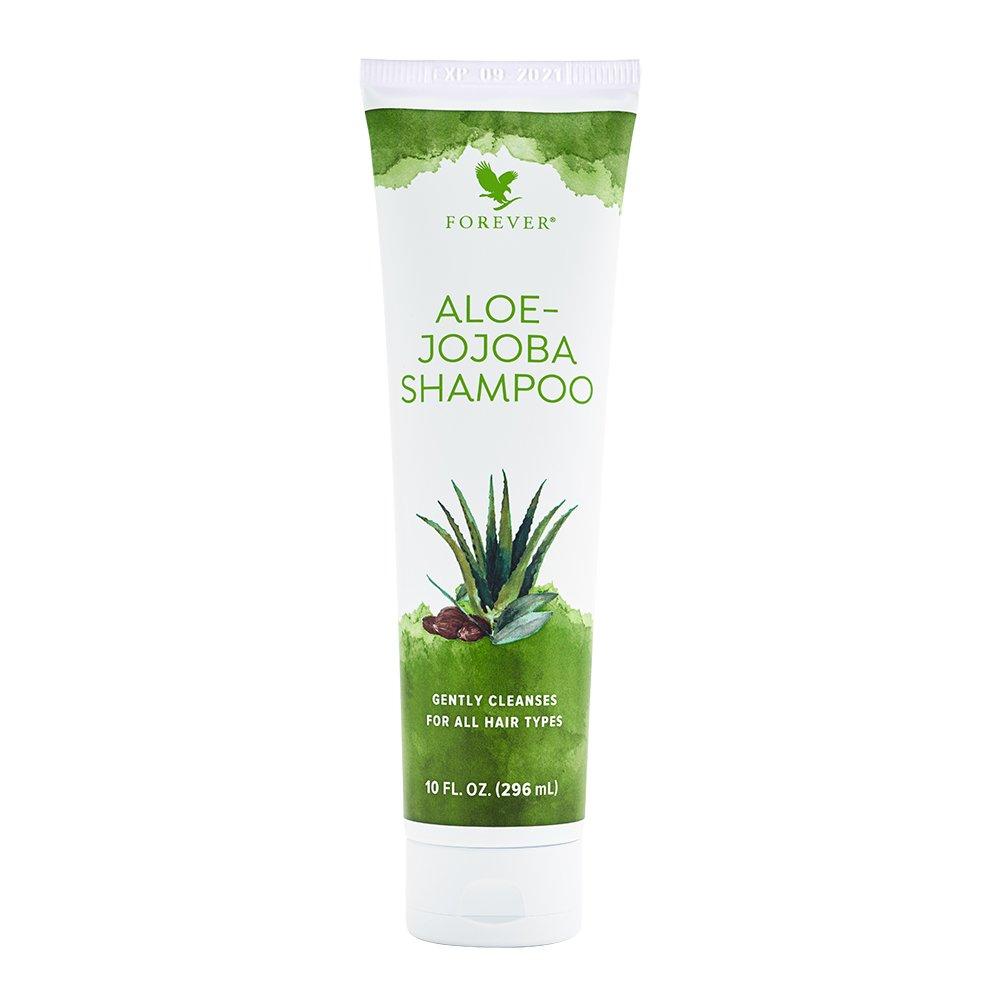 EXP 09 2021
FOREVER®
ALOE-
JOJOBA
SHAMPOO
GENTLY CLEANSES
FOR ALL HAIR TYPES
10 FL. OZ. (296 mL)